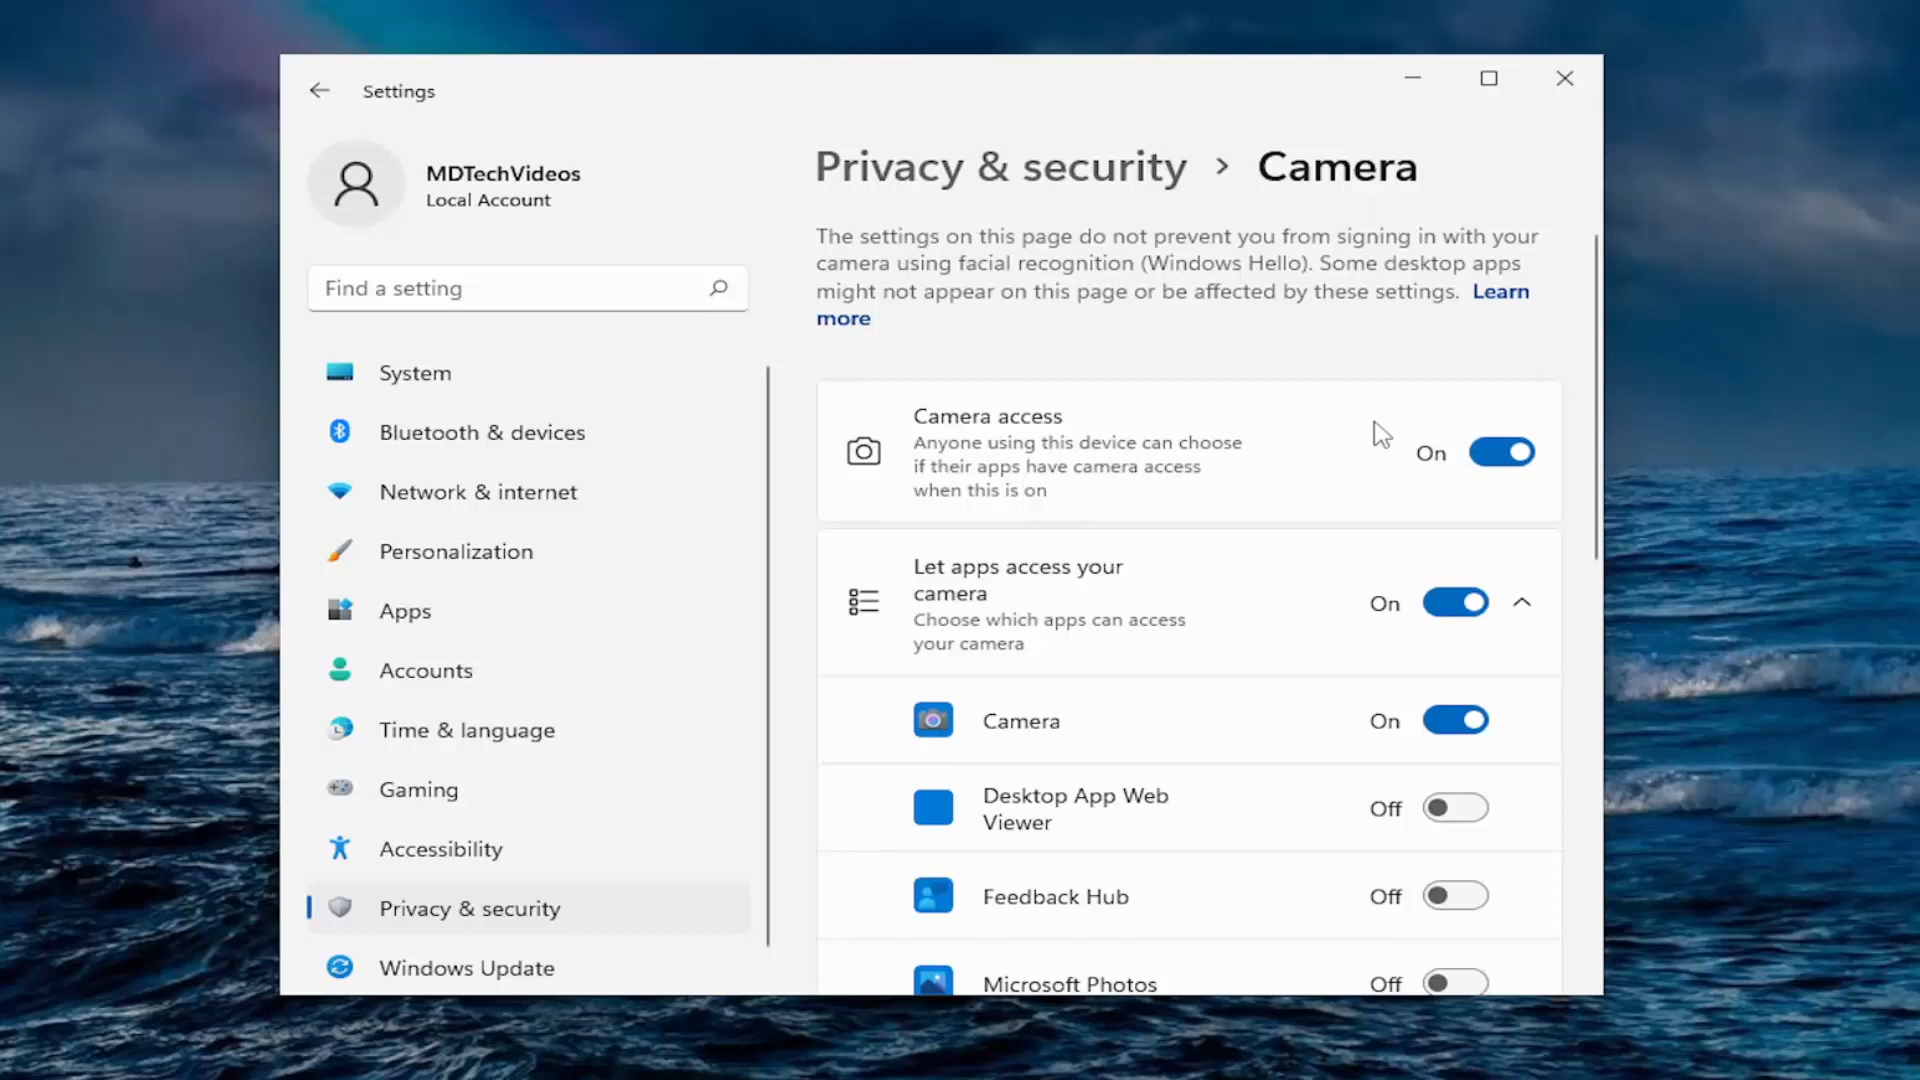 Settings
MDTechVideos
Local Account
Find a setting
System
Bluetooth & devices
Network & internet
Personalization
Apps
Accounts
Time & language
Gaming
Accessibility
Privacy & security
Windows Update
Privacy & security > Camera
The settings on this page do not prevent you from signing in with your
camera using facial recognition (Windows Hello). Some desktop apps
might not appear on this page or be affected by these settings. Learn
more
Camera access
Anyone using this device can choose
if their apps have camera access
when this is on
On
Let apps access your
camera
Choose which apps can access
your camera
On
Camera
On
Desktop App Web
Viewer
Off
Feedback Hub
Off
Microsoft Photos
Off